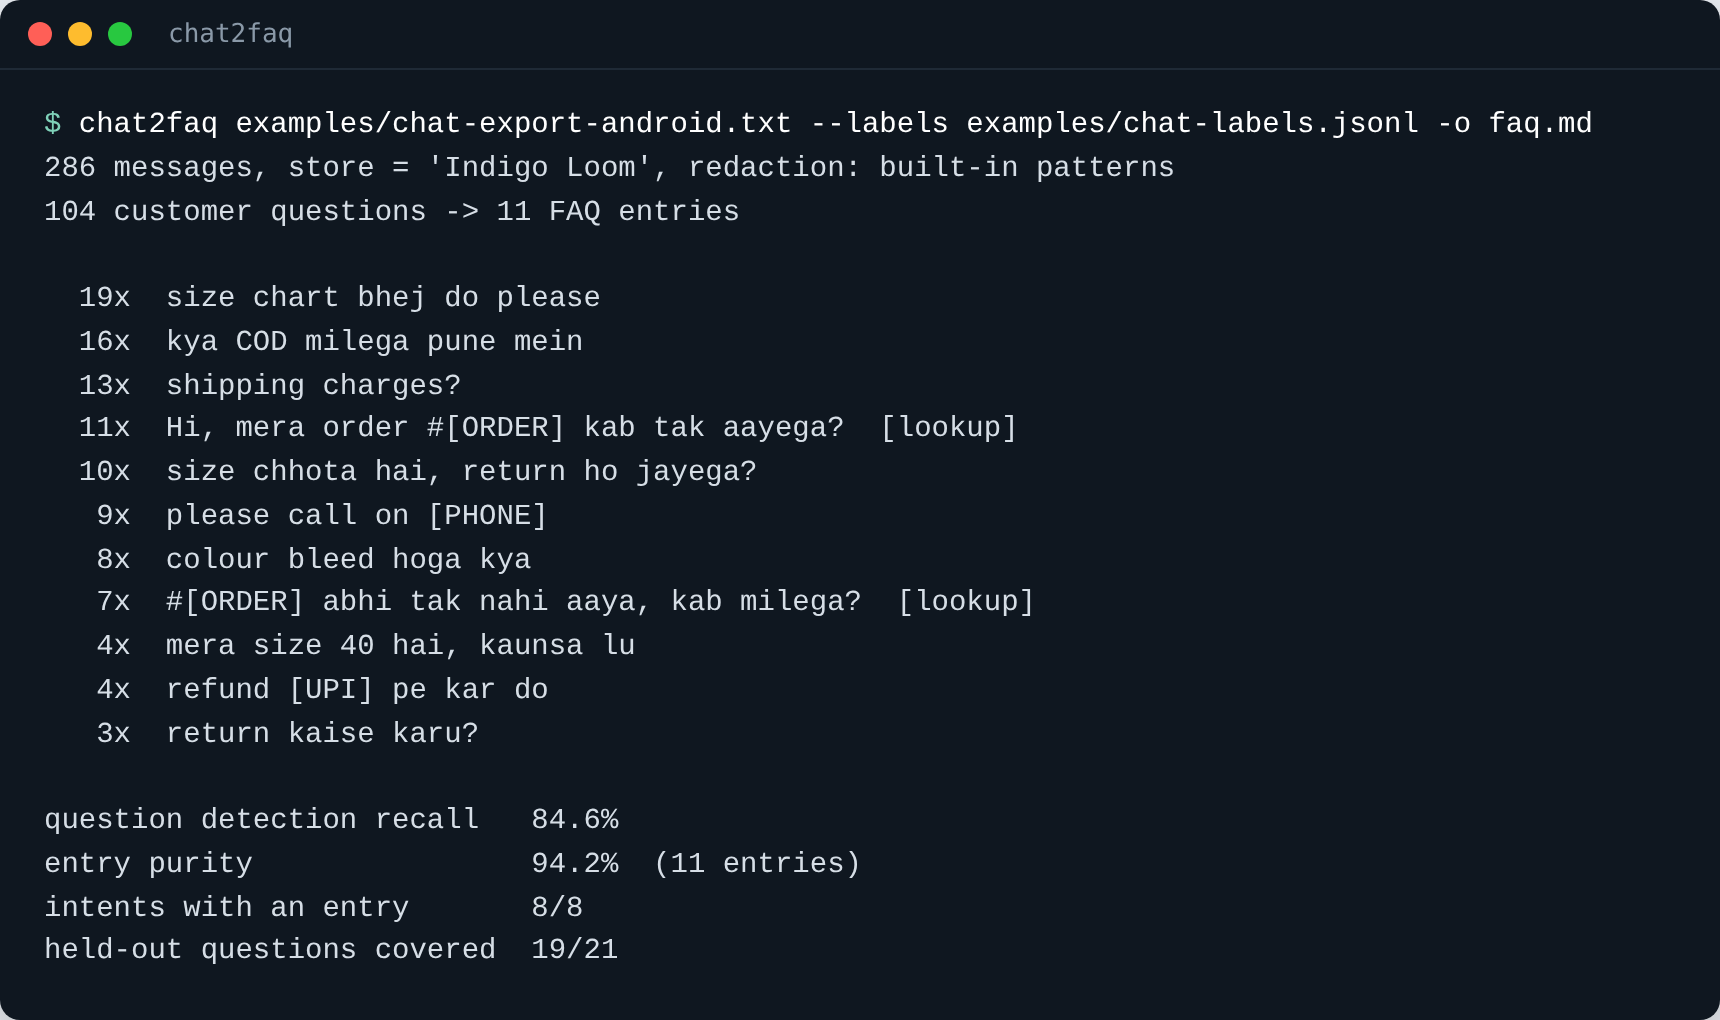 chat2faq
$ chat2faq examples/chat-export-android.txt --labels examples/chat-labels.jsonl -o faq.md
286 messages, store = 'Indigo Loom', redaction: built-in patterns
104 customer questions -> 11 FAQ entries
19x  size chart bhej do please
16x  kya COD milega pune mein
13x  shipping charges?
11x  Hi, mera order #[ORDER] kab tak aayega?  [lookup]
10x  size chhota hai, return ho jayega?
9x  please call on [PHONE]
8x  colour bleed hoga kya
7x  #[ORDER] abhi tak nahi aaya, kab milega?  [lookup]
4x  mera size 40 hai, kaunsa lu
4x  refund [UPI] pe kar do
3x  return kaise karu?
question detection recall   84.6%
entry purity                94.2%  (11 entries)
intents with an entry       8/8
held-out questions covered  19/21